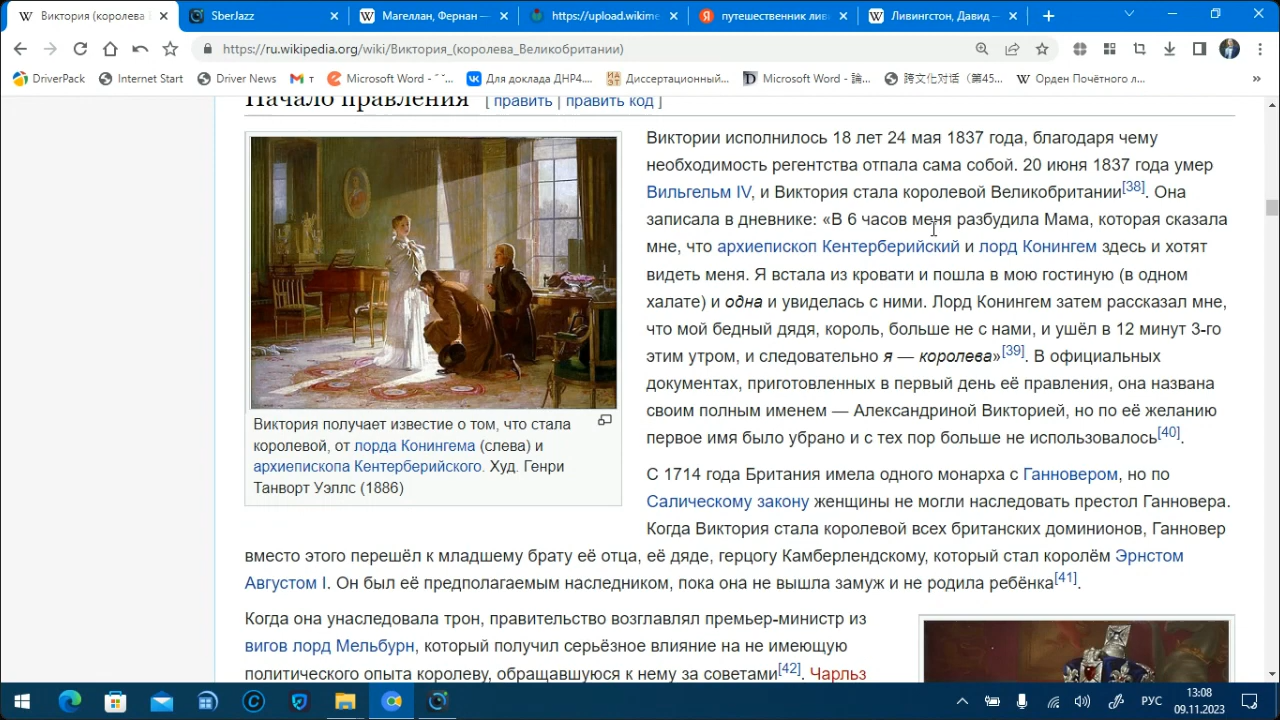 Виктория (королева
SberJazz
Магеллан, Фернан —
https://upload.wikime
путешественник лив
Ливингстон, Давид —
https://ru.wikipedia.org/wiki/Виктория_(королева_Великобритании)
DriverPack
Internet Start
Driver News
т
Microsoft Word -
Для доклада ДНР4....
Диссертационный...
Microsoft Word - 論...
跨文化对话（第45...
Орден Почётного л...
»
Начало правления [ править | править код ]
Виктории исполнилось 18 лет 24 мая 1837 года, благодаря чему
необходимость регентства отпала сама собой. 20 июня 1837 года умер
Вильгельм IV, и Виктория стала королевой Великобритании[38]. Она
записала в дневнике: «В 6 часов меня разбудила Мама, которая сказала
мне, что архиепископ Кентерберийский и лорд Конингем здесь и хотят
видеть меня. Я встала из кровати и пошла в мою гостиную (в одном
халате) и одна и увиделась с ними. Лорд Конингем затем рассказал мне,
что мой бедный дядя, король, больше не с нами, и ушёл в 12 минут 3-го
этим утром, и следовательно я — королева»[39]. В официальных
документах, приготовленных в первый день её правления, она названа
своим полным именем — Александриной Викторией, но по её желанию
первое имя было убрано и с тех пор больше не использовалось[40].
Виктория получает известие о том, что стала
королевой, от лорда Конингема (слева) и
архиепископа Кентерберийского. Худ. Генри
Танворт Уэллс (1886)
С 1714 года Британия имела одного монарха с Ганновером, но по
Салическому закону женщины не могли наследовать престол Ганновера.
Когда Виктория стала королевой всех британских доминионов, Ганновер
вместо этого перешёл к младшему брату её отца, её дяде, герцогу Камберлендскому, который стал королём Эрнстом
Августом I. Он был её предполагаемым наследником, пока она не вышла замуж и не родила ребёнка[41].
Когда она унаследовала трон, правительство возглавлял премьер-министр из
вигов лорд Мельбурн, который получил серьёзное влияние на не имеющую
политического опыта королеву, обращавшуюся к нему за советами[42]. Чарльз
РУС
13:08
09.11.2023